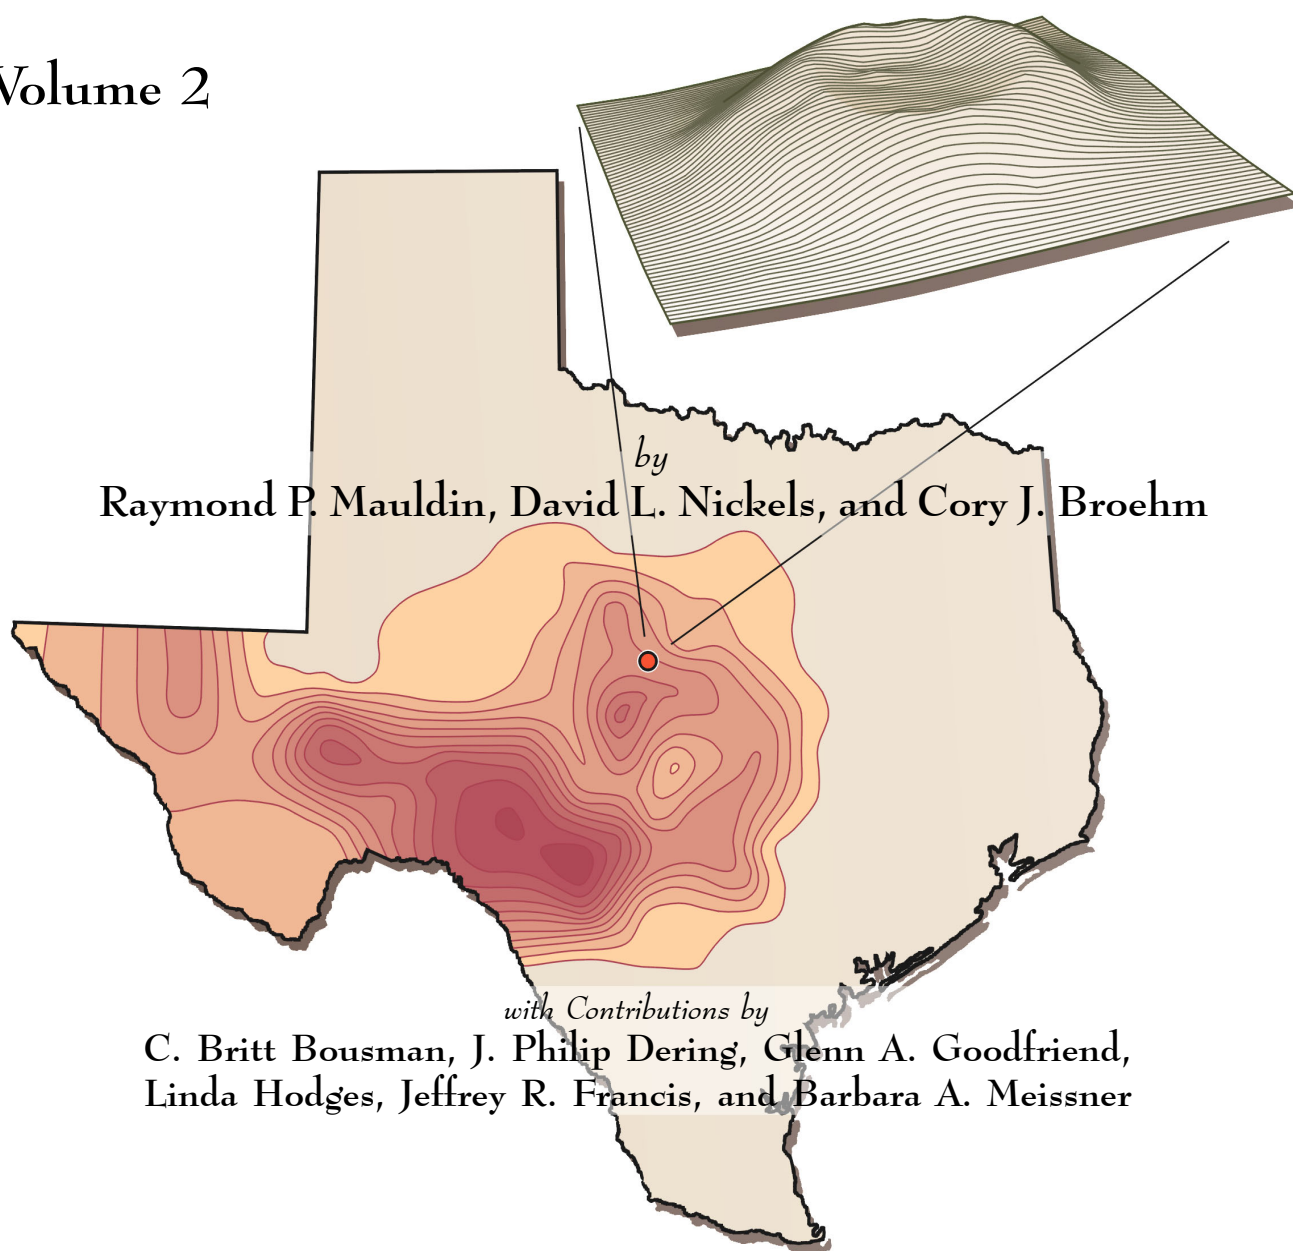 Volume 2
by
Raymond P. Mauldin, David L. Nickels, and Cory J. Broehm
with Contributions by
C. Britt Bousman, J. Philip Dering, Glenn A. Goodfriend,
Linda Hodges, Jeffrey R. Francis, and Barbara A. Meissner